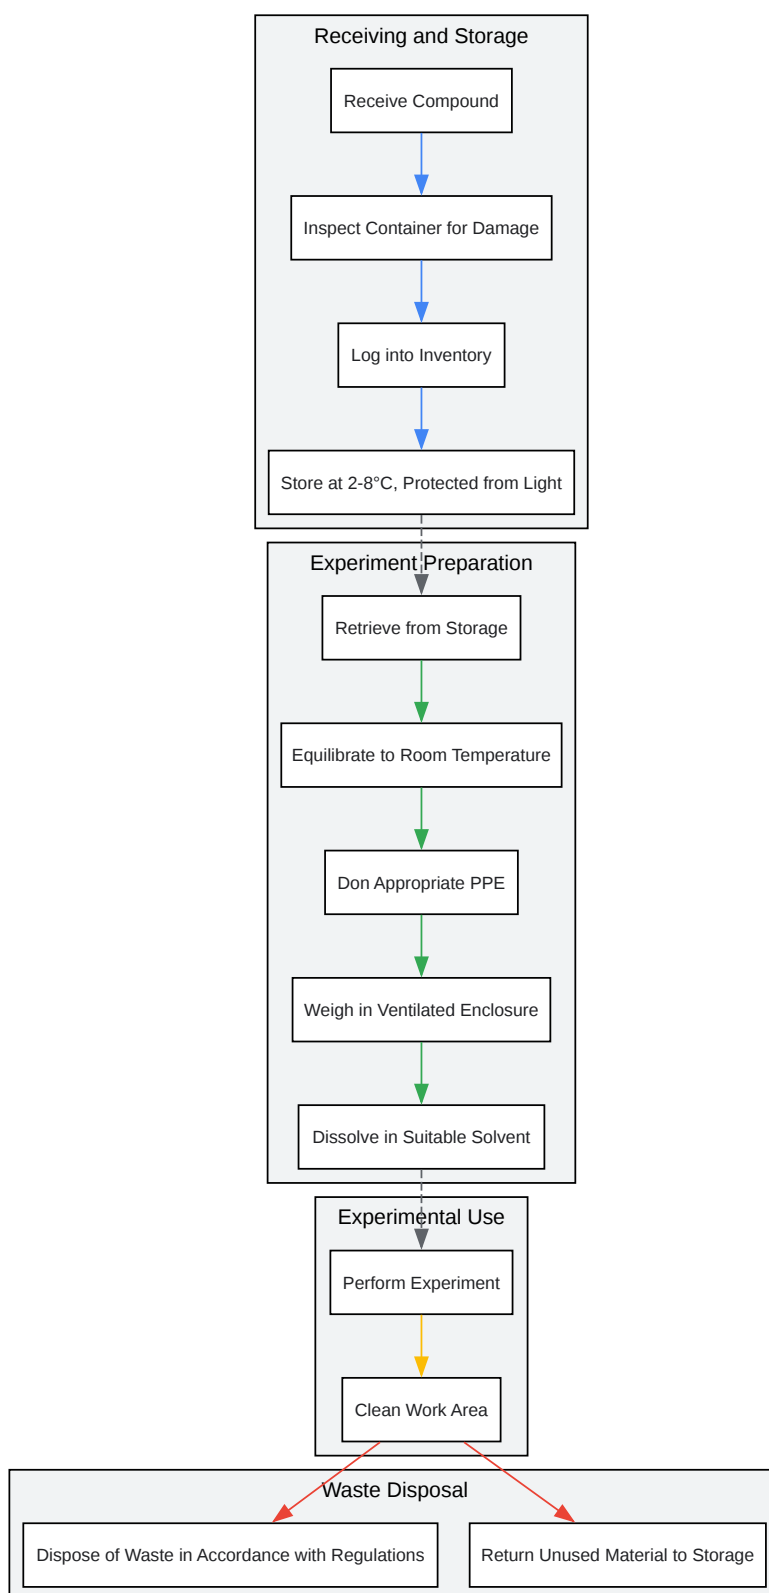 Receiving and Storage
Receive Compound
Inspect Container for Damage
Log into Inventory
Store at 2-8°C, Protected from Light
Experiment Preparation
Retrieve from Storage
Equilibrate to Room Temperature
Don Appropriate PPE
Weigh in Ventilated Enclosure
Dissolve in Suitable Solvent
Experimental Use
Perform Experiment
Clean Work Area
Waste Disposal
Dispose of Waste in Accordance with Regulations
Return Unused Material to Storage